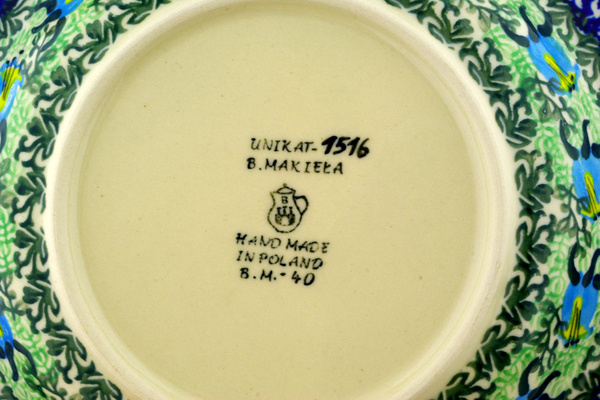 UNIKAT-1516
B. MAKIEŁA
B
HAND MADE
IN POLAND
B.M.-40